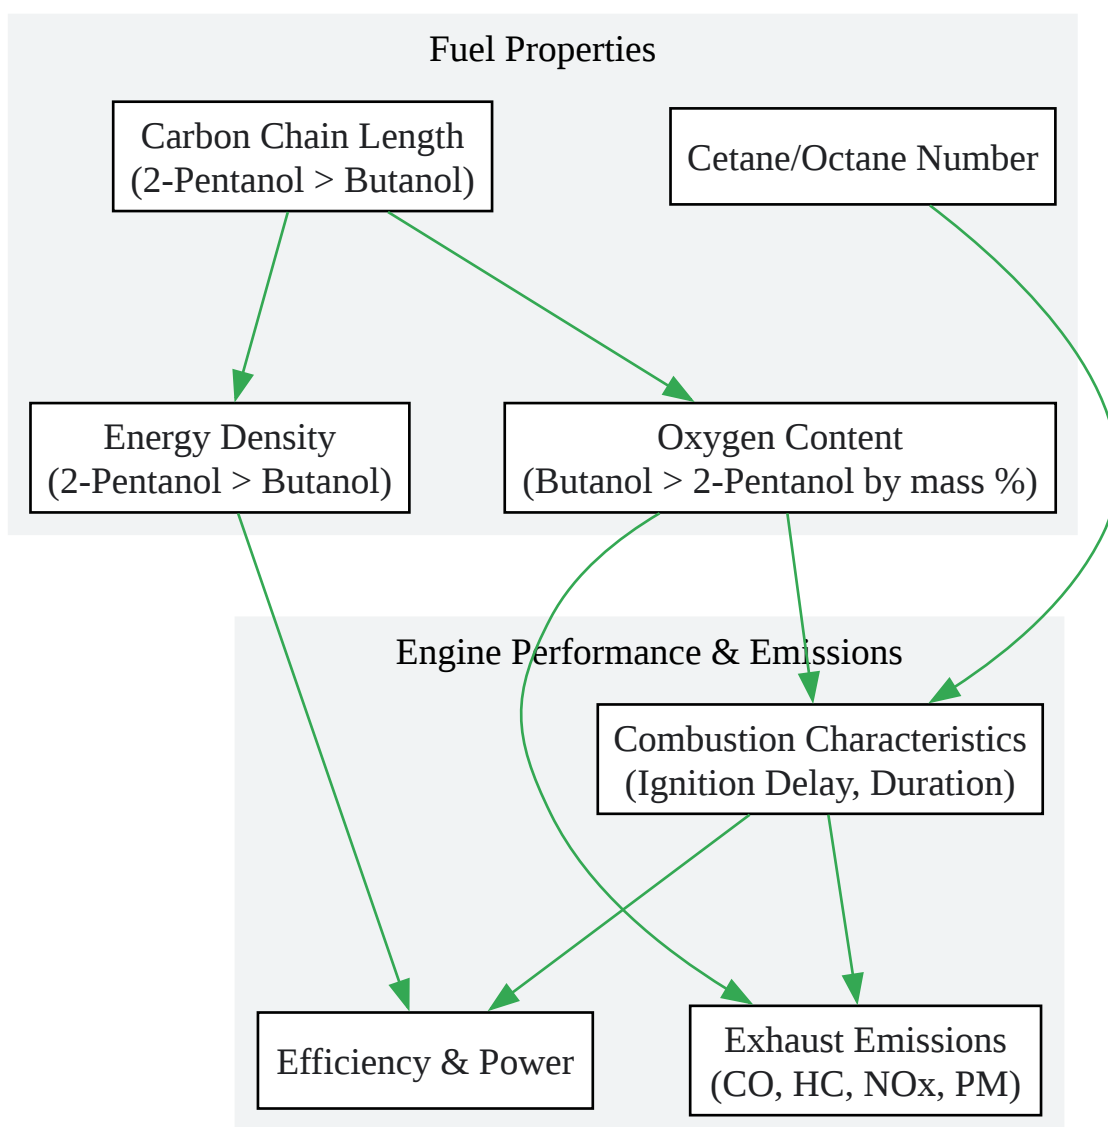 Fuel Properties
Carbon Chain Length
(2-Pentanol > Butanol)
Cetane/Octane Number
Energy Density
(2-Pentanol > Butanol)
Oxygen Content
(Butanol > 2-Pentanol by mass %)
Engine Performance & Emissions
Combustion Characteristics
(Ignition Delay, Duration)
Efficiency & Power
Exhaust Emissions
(CO, HC, NOx, PM)